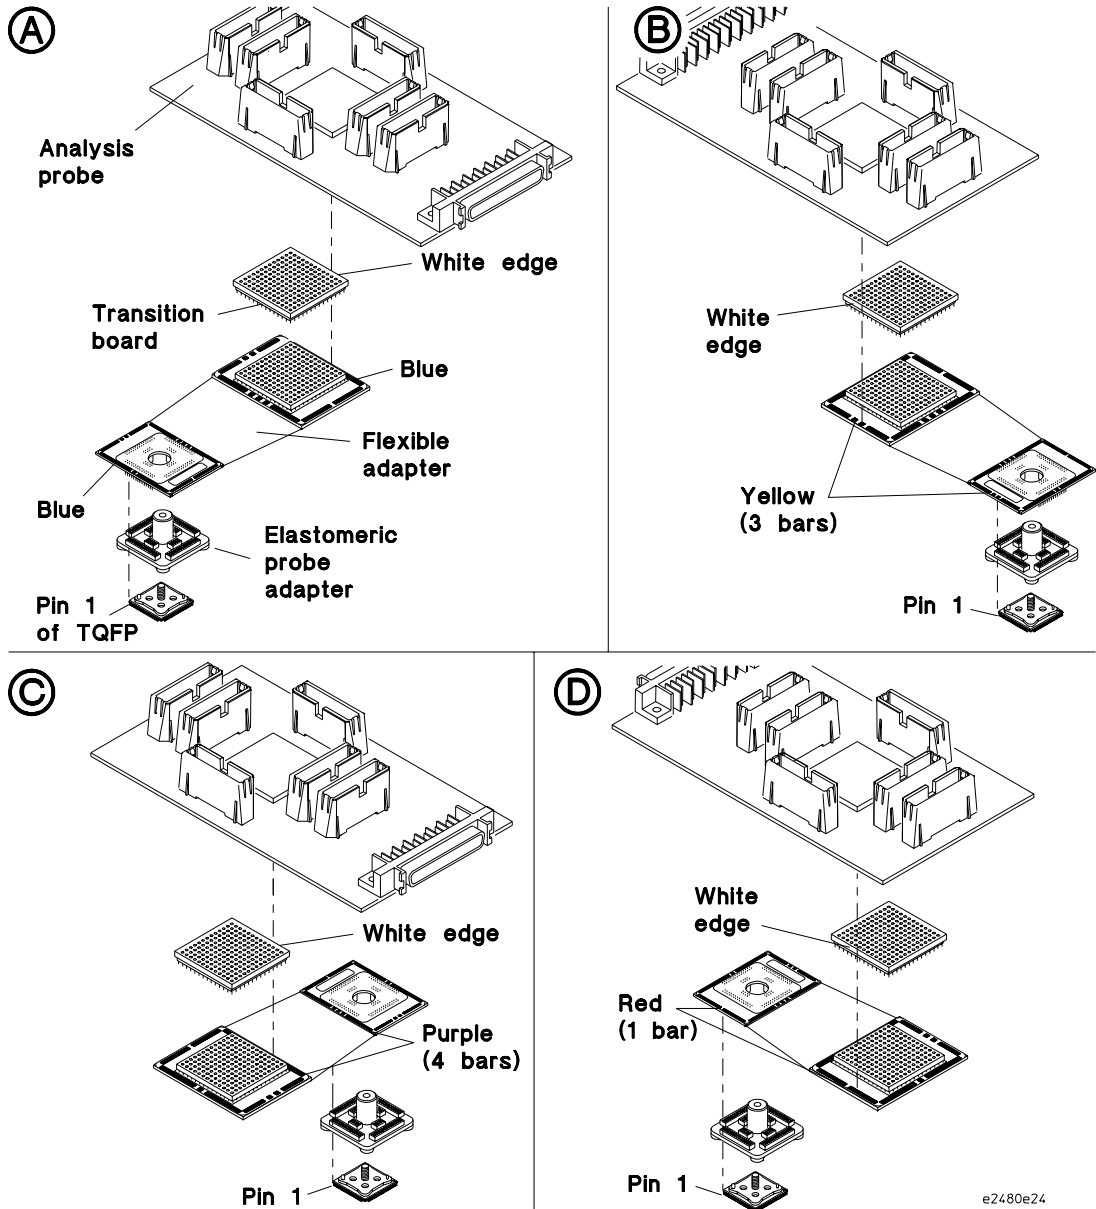 A
Analysis
probe
White edge
Transition
board
Blue
Flexible
adapter
Blue
Elastomeric
probe
adapter
Pin 1
of TQFP
B
White
edge
Yellow
(3 bars)
Pin 1
C
White edge
Purple
(4 bars)
Pin 1
D
White
edge
Red
(1 bar)
Pin 1
e2480e24